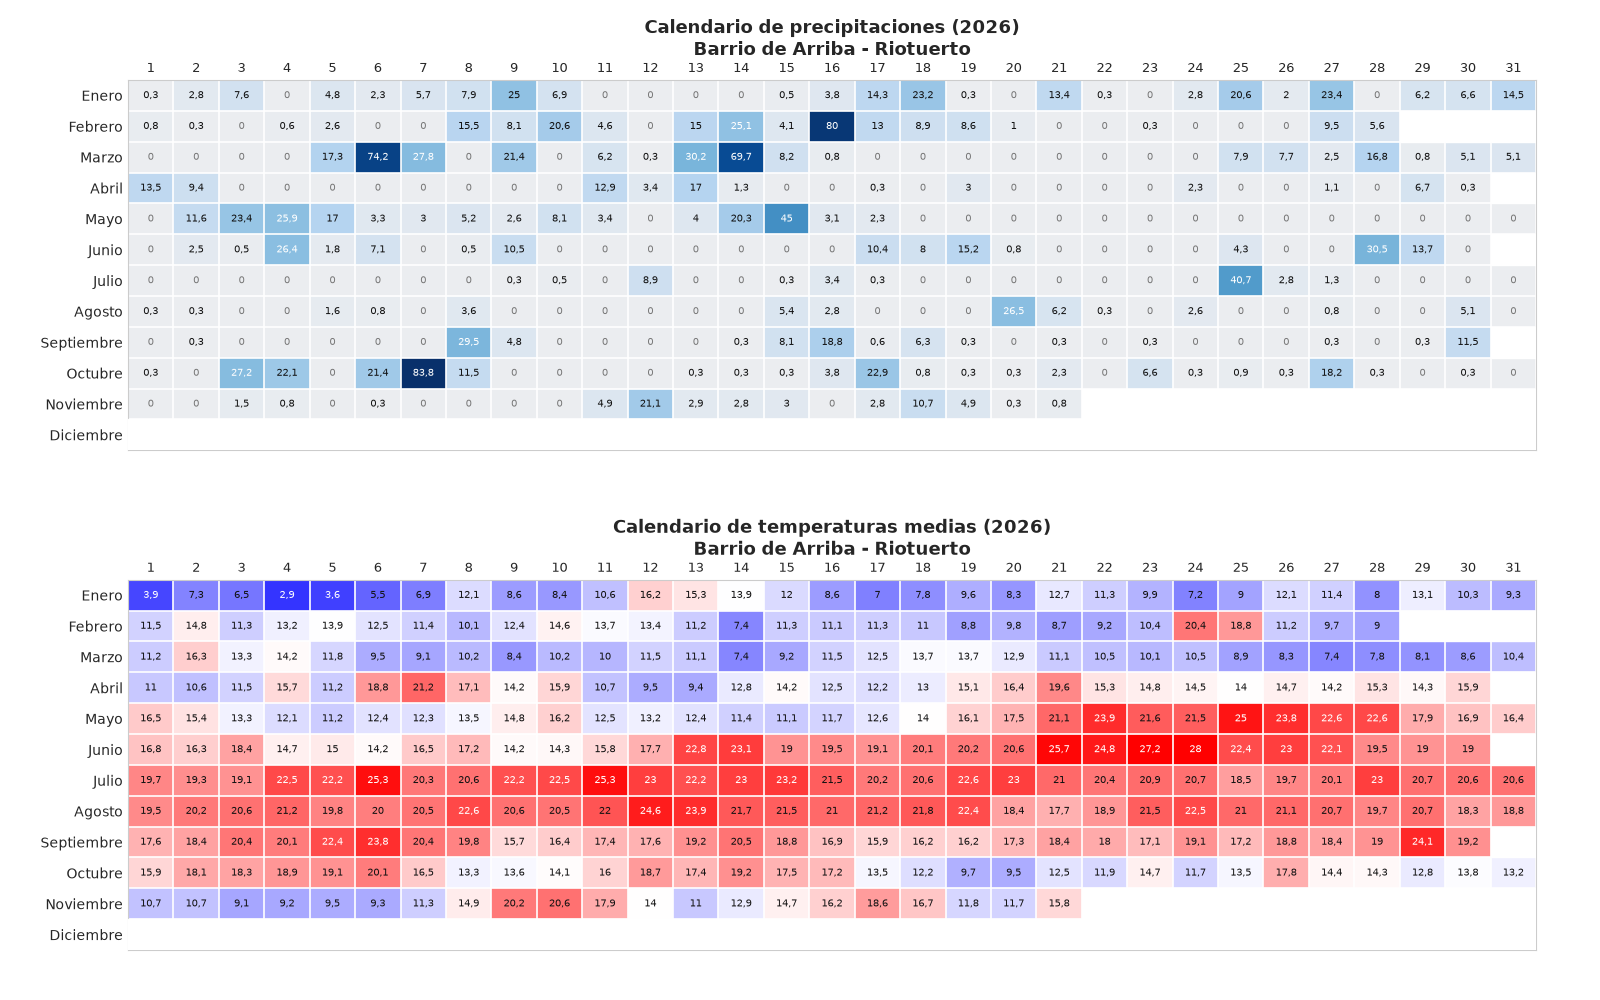 Calendario de precipitaciones (2026)
Barrio de Arriba - Riotuerto
1 2 3 4 5 6 7 8 9 10 11 12 13 14 15 16 17 18 19 20 21 22 23 24 25 26 27 28 29 30 31
Enero 0,3 2,8 7,6 0 4,8 2,3 5,7 7,9 25 6,9 0 0 0 0 0,5 3,8 14,3 23,2 0,3 0 13,4 0,3 0 2,8 20,6 2 23,4 0 6,2 6,6 14,5
Febrero 0,8 0,3 0 0,6 2,6 0 0 15,5 8,1 20,6 4,6 0 15 25,1 4,1 80 13 8,9 8,6 1 0 0 0,3 0 0 0 9,5 5,6
Marzo 0 0 0 0 17,3 74,2 27,8 0 21,4 0 6,2 0,3 30,2 69,7 8,2 0,8 0 0 0 0 0 0 0 0 7,9 7,7 2,5 16,8 0,8 5,1 5,1
Abril 13,5 9,4 0 0 0 0 0 0 0 0 12,9 3,4 17 1,3 0 0 0,3 0 3 0 0 0 0 2,3 0 0 1,1 0 6,7 0,3
Mayo 0 11,6 23,4 25,9 17 3,3 3 5,2 2,6 8,1 3,4 0 4 20,3 45 3,1 2,3 0 0 0 0 0 0 0 0 0 0 0 0 0 0
Junio 0 2,5 0,5 26,4 1,8 7,1 0 0,5 10,5 0 0 0 0 0 0 0 10,4 8 15,2 0,8 0 0 0 0 4,3 0 0 30,5 13,7 0
Julio 0 0 0 0 0 0 0 0 0,3 0,5 0 8,9 0 0 0,3 3,4 0,3 0 0 0 0 0 0 0 40,7 2,8 1,3 0 0 0 0
Agosto 0,3 0,3 0 0 1,6 0,8 0 3,6 0 0 0 0 0 0 5,4 2,8 0 0 0 26,5 6,2 0,3 0 2,6 0 0 0,8 0 0 5,1 0
Septiembre 0 0,3 0 0 0 0 0 29,5 4,8 0 0 0 0 0,3 8,1 18,8 0,6 6,3 0,3 0 0,3 0 0,3 0 0 0 0,3 0 0,3 11,5
Octubre 0,3 0 27,2 22,1 0 21,4 83,8 11,5 0 0 0 0 0,3 0,3 0,3 3,8 22,9 0,8 0,3 0,3 2,3 0 6,6 0,3 0,9 0,3 18,2 0,3 0 0,3 0
Noviembre 0 0 1,5 0,8 0 0,3 0 0 0 0 4,9 21,1 2,9 2,8 3 0 2,8 10,7 4,9 0,3 0,8
Diciembre
Calendario de temperaturas medias (2026)
Barrio de Arriba - Riotuerto
1 2 3 4 5 6 7 8 9 10 11 12 13 14 15 16 17 18 19 20 21 22 23 24 25 26 27 28 29 30 31
Enero 3,9 7,3 6,5 2,9 3,6 5,5 6,9 12,1 8,6 8,4 10,6 16,2 15,3 13,9 12 8,6 7 7,8 9,6 8,3 12,7 11,3 9,9 7,2 9 12,1 11,4 8 13,1 10,3 9,3
Febrero 11,5 14,8 11,3 13,2 13,9 12,5 11,4 10,1 12,4 14,6 13,7 13,4 11,2 7,4 11,3 11,1 11,3 11 8,8 9,8 8,7 9,2 10,4 20,4 18,8 11,2 9,7 9
Marzo 11,2 16,3 13,3 14,2 11,8 9,5 9,1 10,2 8,4 10,2 10 11,5 11,1 7,4 9,2 11,5 12,5 13,7 13,7 12,9 11,1 10,5 10,1 10,5 8,9 8,3 7,4 7,8 8,1 8,6 10,4
Abril 11 10,6 11,5 15,7 11,2 18,8 21,2 17,1 14,2 15,9 10,7 9,5 9,4 12,8 14,2 12,5 12,2 13 15,1 16,4 19,6 15,3 14,8 14,5 14 14,7 14,2 15,3 14,3 15,9
Mayo 16,5 15,4 13,3 12,1 11,2 12,4 12,3 13,5 14,8 16,2 12,5 13,2 12,4 11,4 11,1 11,7 12,6 14 16,1 17,5 21,1 23,9 21,6 21,5 25 23,8 22,6 22,6 17,9 16,9 16,4
Junio 16,8 16,3 18,4 14,7 15 14,2 16,5 17,2 14,2 14,3 15,8 17,7 22,8 23,1 19 19,5 19,1 20,1 20,2 20,6 25,7 24,8 27,2 28 22,4 23 22,1 19,5 19 19
Julio 19,7 19,3 19,1 22,5 22,2 25,3 20,3 20,6 22,2 22,5 25,3 23 22,2 23 23,2 21,5 20,2 20,6 22,6 23 21 20,4 20,9 20,7 18,5 19,7 20,1 23 20,7 20,6 20,6
Agosto 19,5 20,2 20,6 21,2 19,8 20 20,5 22,6 20,6 20,5 22 24,6 23,9 21,7 21,5 21 21,2 21,8 22,4 18,4 17,7 18,9 21,5 22,5 21 21,1 20,7 19,7 20,7 18,3 18,8
Septiembre 17,6 18,4 20,4 20,1 22,4 23,8 20,4 19,8 15,7 16,4 17,4 17,6 19,2 20,5 18,8 16,9 15,9 16,2 16,2 17,3 18,4 18 17,1 19,1 17,2 18,8 18,4 19 24,1 19,2
Octubre 15,9 18,1 18,3 18,9 19,1 20,1 16,5 13,3 13,6 14,1 16 18,7 17,4 19,2 17,5 17,2 13,5 12,2 9,7 9,5 12,5 11,9 14,7 11,7 13,5 17,8 14,4 14,3 12,8 13,8 13,2
Noviembre 10,7 10,7 9,1 9,2 9,5 9,3 11,3 14,9 20,2 20,6 17,9 14 11 12,9 14,7 16,2 18,6 16,7 11,8 11,7 15,8
Diciembre